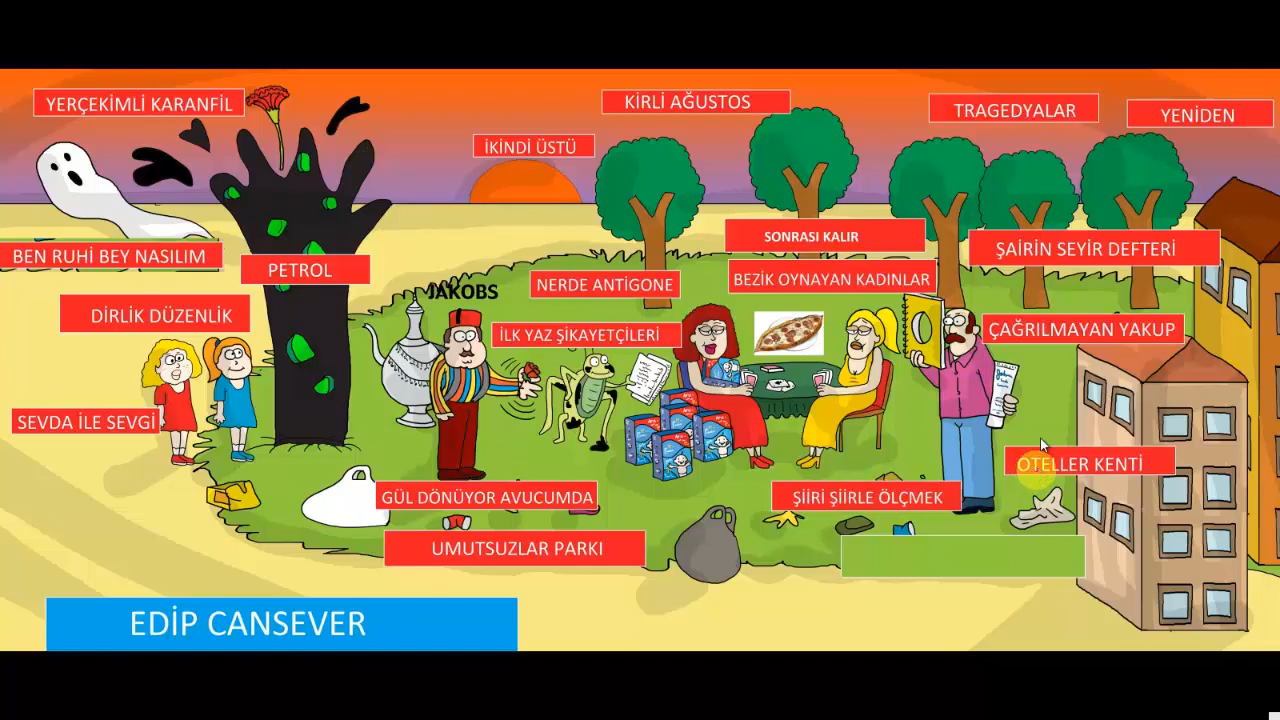 YERÇEKİMLİ KARANFİL
KİRLİ AĞUSTOS
TRAGEDYALAR
YENİDEN
İKİNDİ ÜSTÜ
SONRASI KALIR
ŞAİRİN SEYİR DEFTERİ
BEN RUHİ BEY NASILIM
PETROL
NERDE ANTİGONE
BEZİK OYNAYAN KADINLAR
JAKOBS
DİRLİK DÜZENLİK
İLK YAZ ŞİKAYETÇİLERİ
ÇAĞRILMAYAN YAKUP
SEVDA İLE SEVGİ
OTELLER KENTİ
GÜL DÖNÜYOR AVUCUMDA
ŞİİRİ ŞİİRLE ÖLÇMEK
UMUTSUZLAR PARKI
EDİP CANSEVER